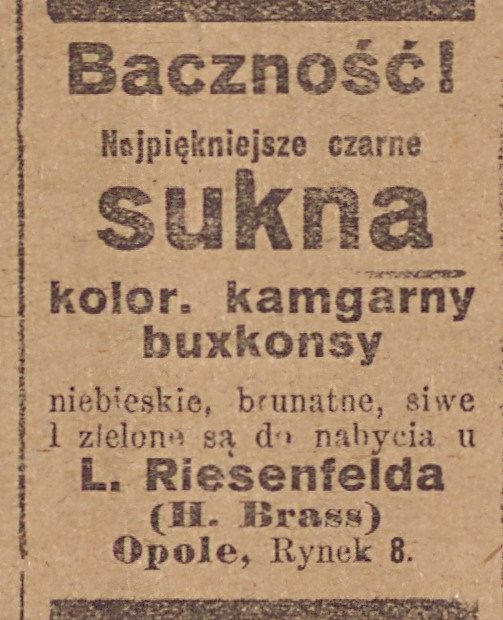 Baczność!
Najpiękniejsze czarne
sukna
kolor. kamgarny
buxkonsy
niebieskie, brunatne, siwe
i zielone są do nabycia u
L. Riesenfelda
(H. Brass)
Opole, Rynek 8.